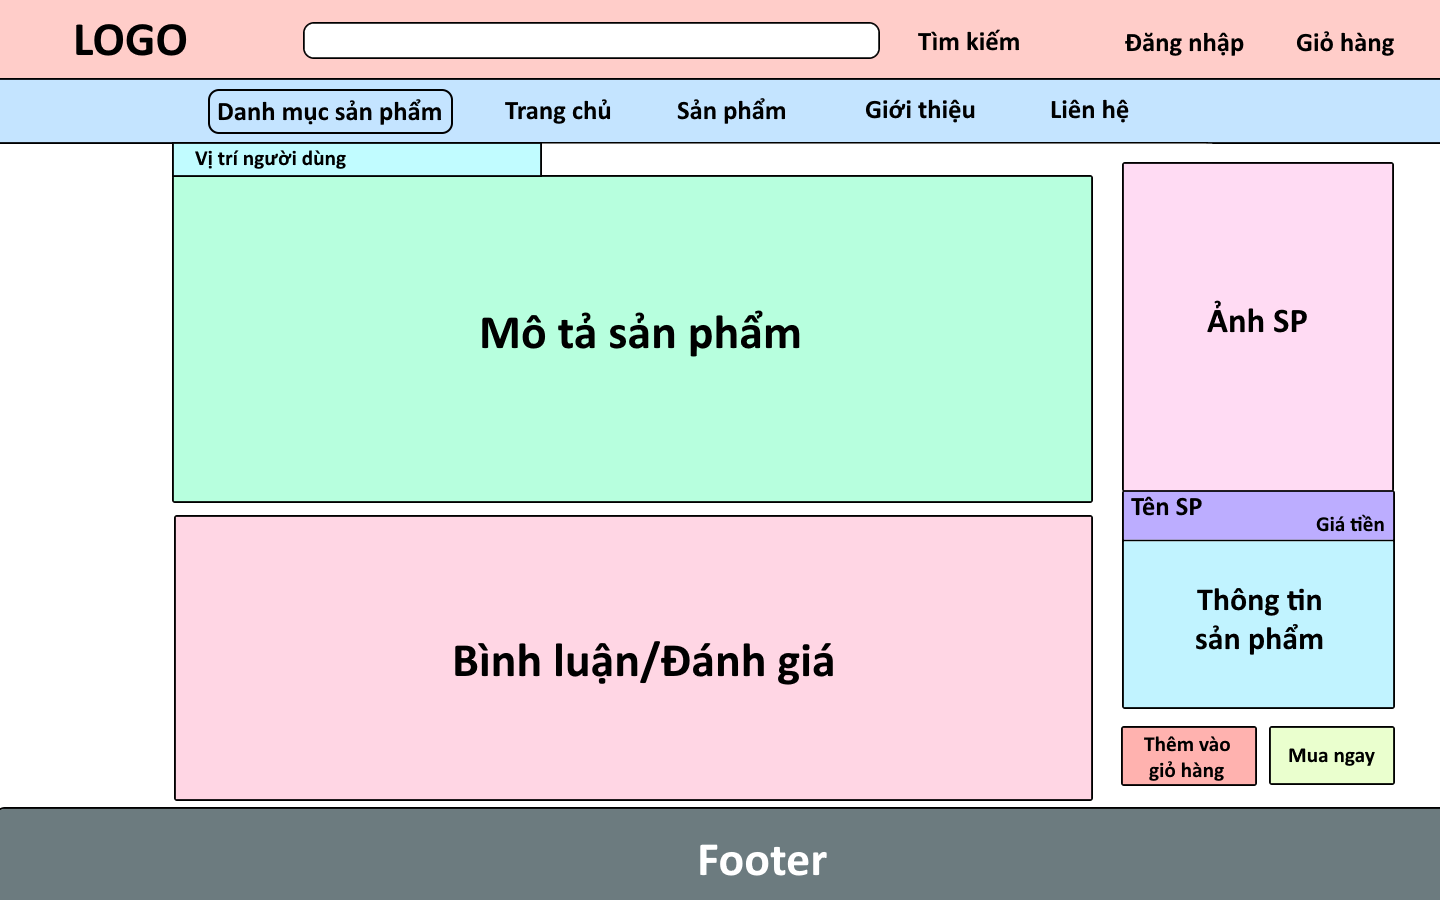 LOGO
Tìm kiếm
Đăng nhập
Giỏ hàng
Danh mục sản phẩm
Trang chủ
Sản phẩm
Giới thiệu
Liên hệ
Vị trí người dùng
Mô tả sản phẩm
Bình luận/Đánh giá
Ảnh SP
Tên SP
Giá tiền
Thông tin
sản phẩm
Thêm vào
giỏ hàng
Mua ngay
Footer